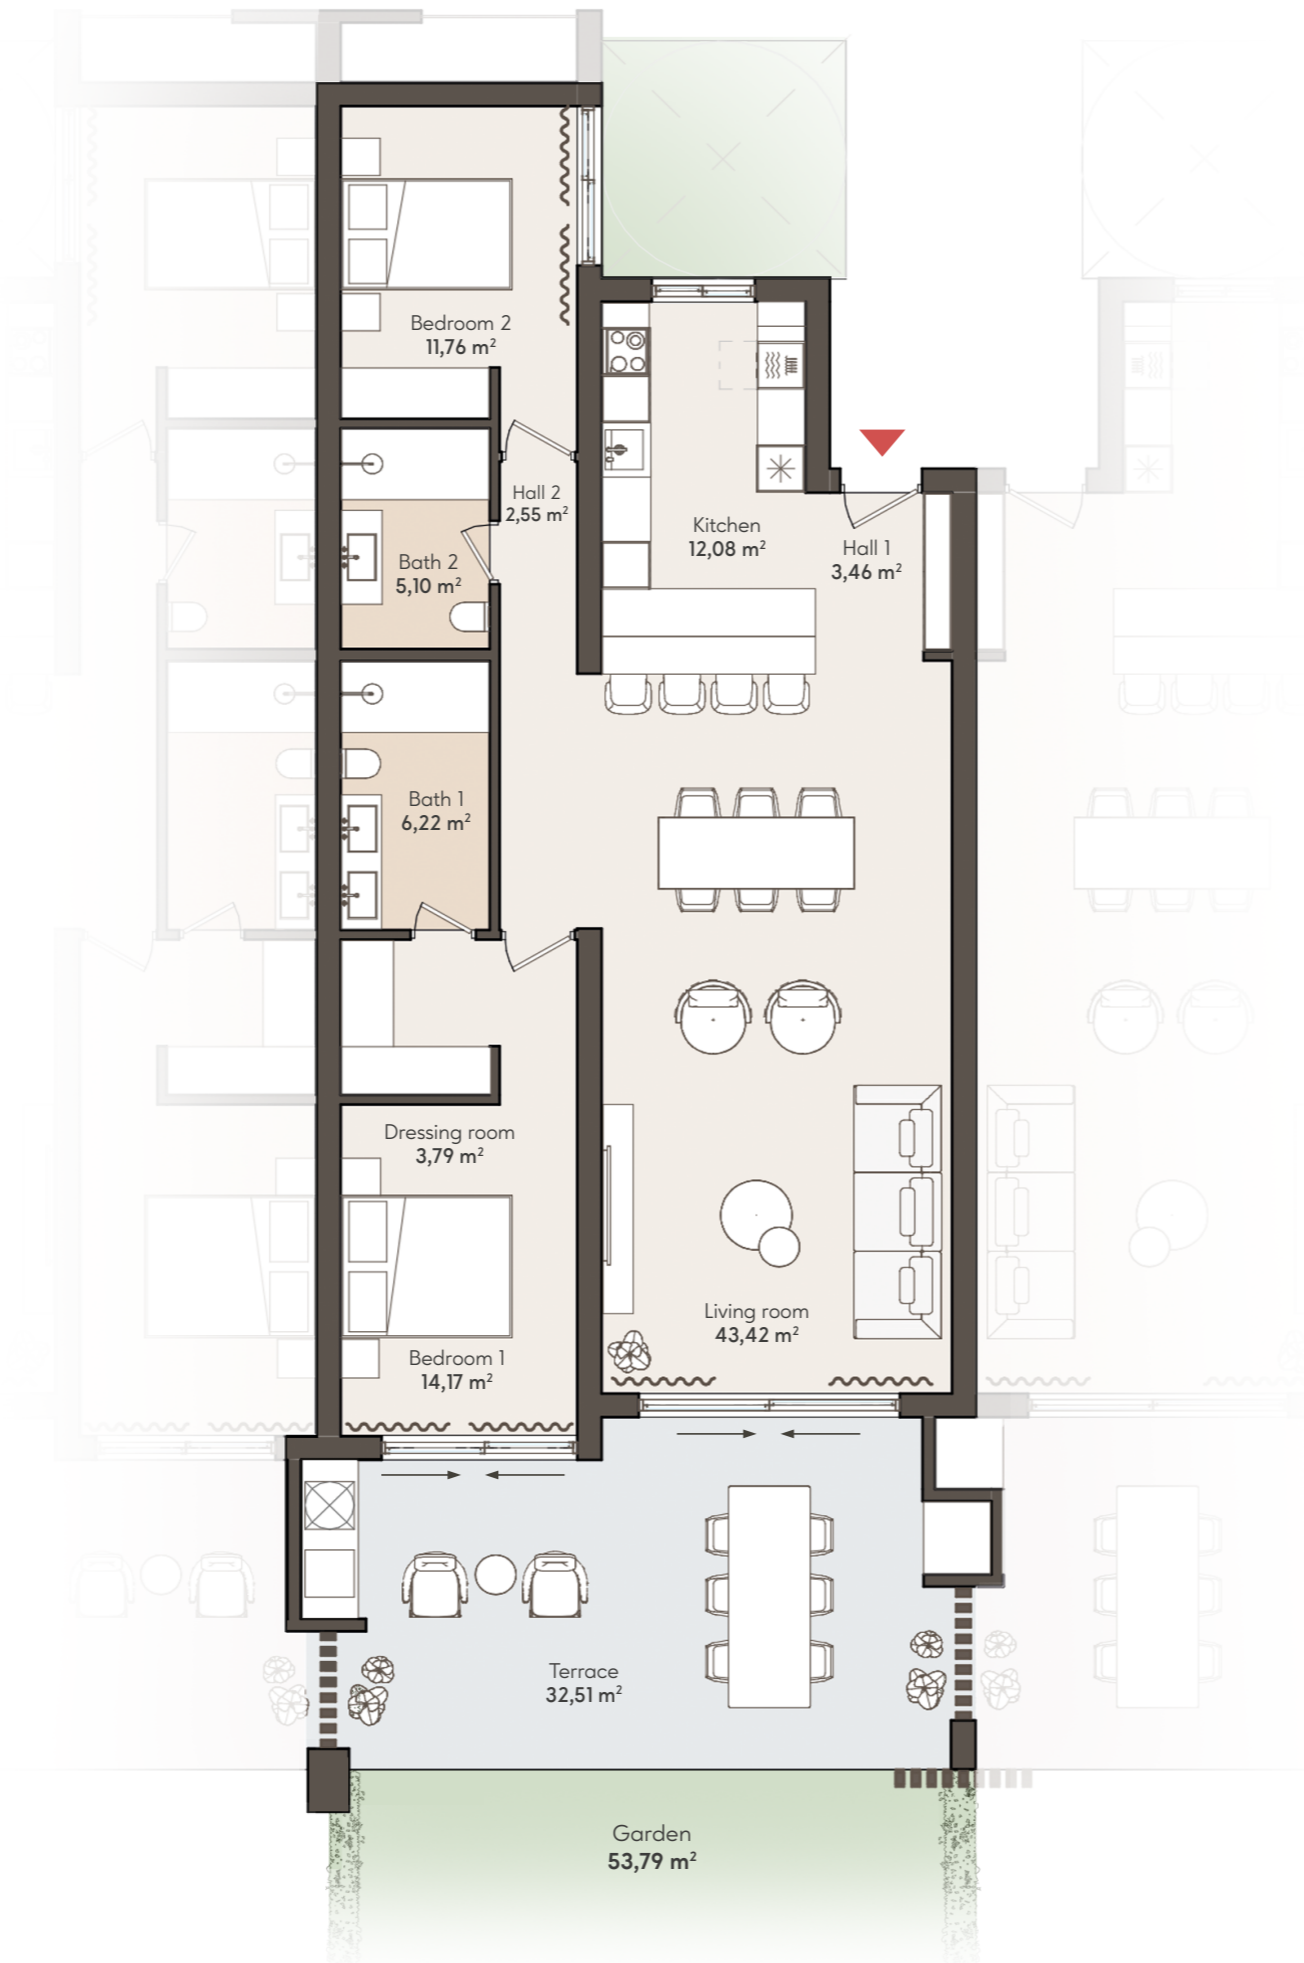 Bedroom 2
11,76 m²
Hall 2
2,55 m²
Kitchen
12,08 m²
Hall 1
3,46 m²
Bath 2
5,10 m²
Bath 1
6,22 m²
Dressing room
3,79 m²
Living room
43,42 m²
Bedroom 1
14,17 m²
Terrace
32,51 m²
Garden
53,79 m²